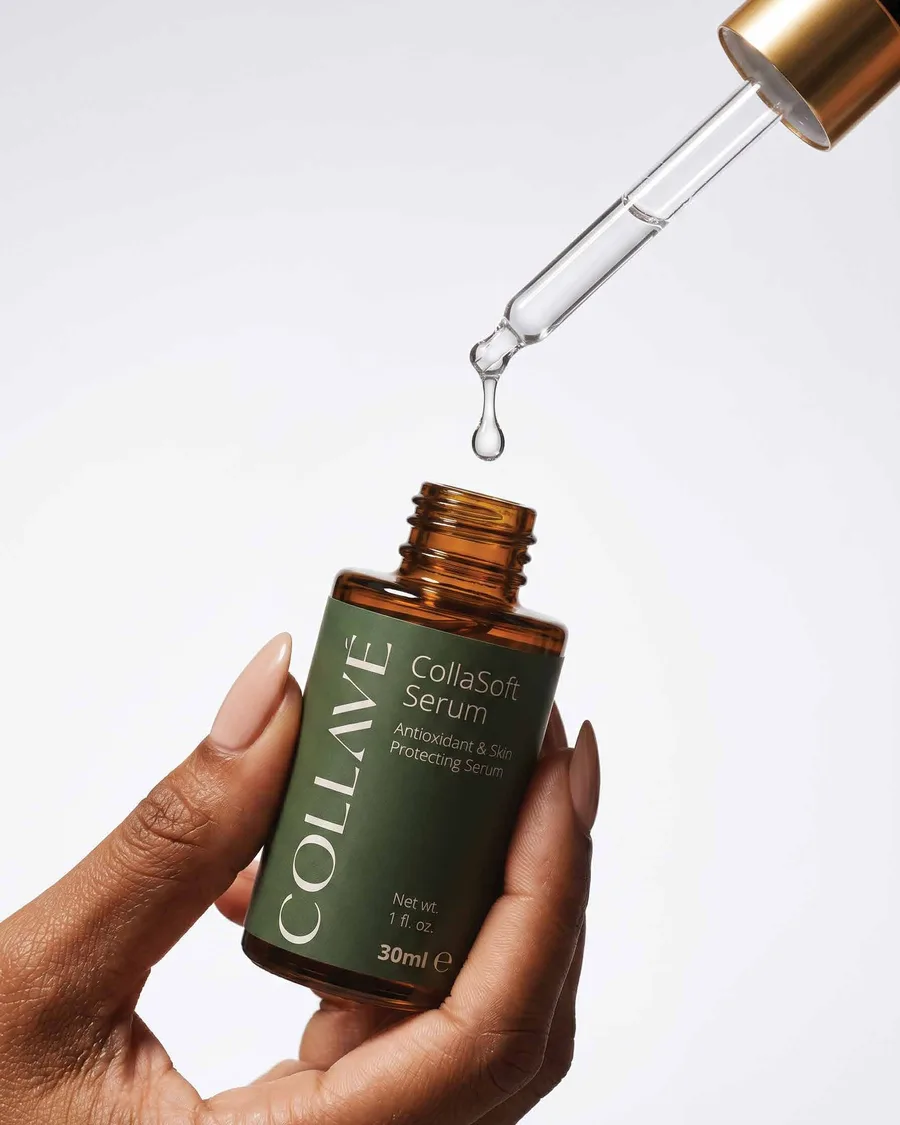 COLLAVÉ
CollaSoft
Serum
Antioxidant & Skin
Protecting Serum
Net wt.
1 fl. oz.
30ml ℮